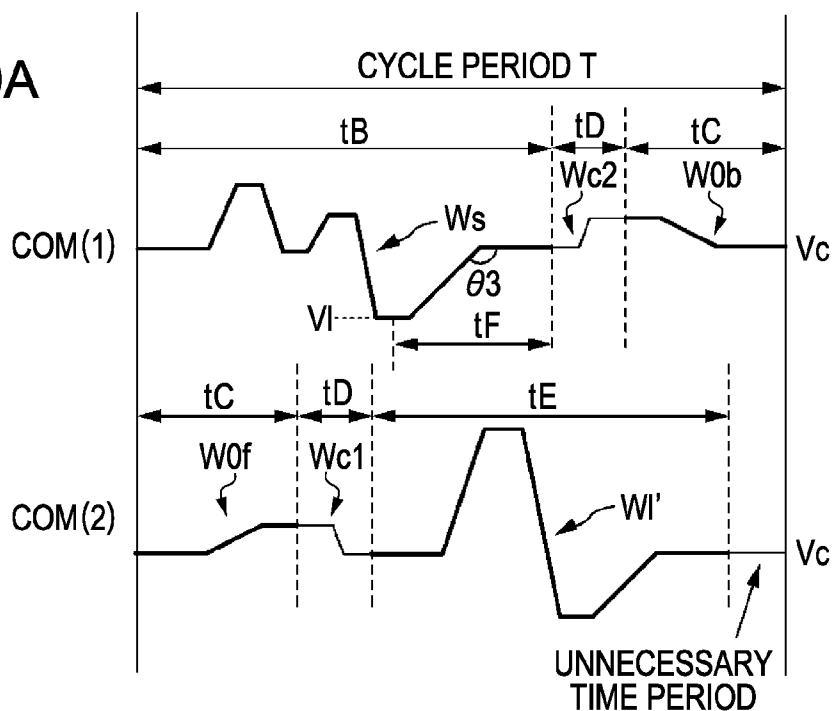 0A
CYCLE PERIOD T
tB
tD
tC
Wc2
W0b
COM(1)
Ws
Vc
θ3
Vl
tF
tC
tD
tE
W0f
Wc1
COM(2)
Wl'
Vc
UNNECESSARY
TIME PERIOD